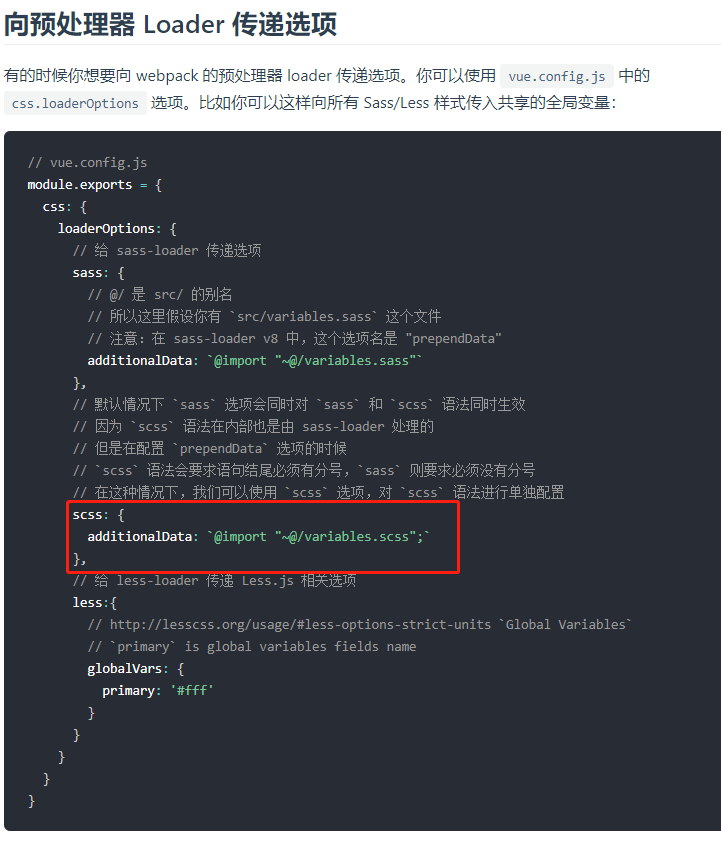 向预处理器 Loader 传递选项
有的时候你想要向 webpack 的预处理器 loader 传递选项。你可以使用 vue.config.js 中的
css.loaderOptions 选项。比如你可以这样向所有 Sass/Less 样式传入共享的全局变量：
// vue.config.js
module.exports = {
  css: {
    loaderOptions: {
      // 给 sass-loader 传递选项
      sass: {
        // @/ 是 src/ 的别名
        // 所以这里假设你有 `src/variables.sass` 这个文件
        // 注意：在 sass-loader v8 中，这个选项名是 "prependData"
        additionalData: `@import "~@/variables.sass"`
      },
      // 默认情况下 `sass` 选项会同时对 `sass` 和 `scss` 语法同时生效
      // 因为 `scss` 语法在内部也是由 sass-loader 处理的
      // 但是在配置 `prependData` 选项的时候
      // `scss` 语法会要求语句结尾必须有分号，`sass` 则要求必须没有分号
      // 在这种情况下，我们可以使用 `scss` 选项，对 `scss` 语法进行单独配置
      scss: {
        additionalData: `@import "~@/variables.scss";`
      },
      // 给 less-loader 传递 Less.js 相关选项
      less:{
        // http://lesscss.org/usage/#less-options-strict-units `Global Variables`
        // `primary` is global variables fields name
        globalVars: {
          primary: '#fff'
        }
      }
    }
  }
}